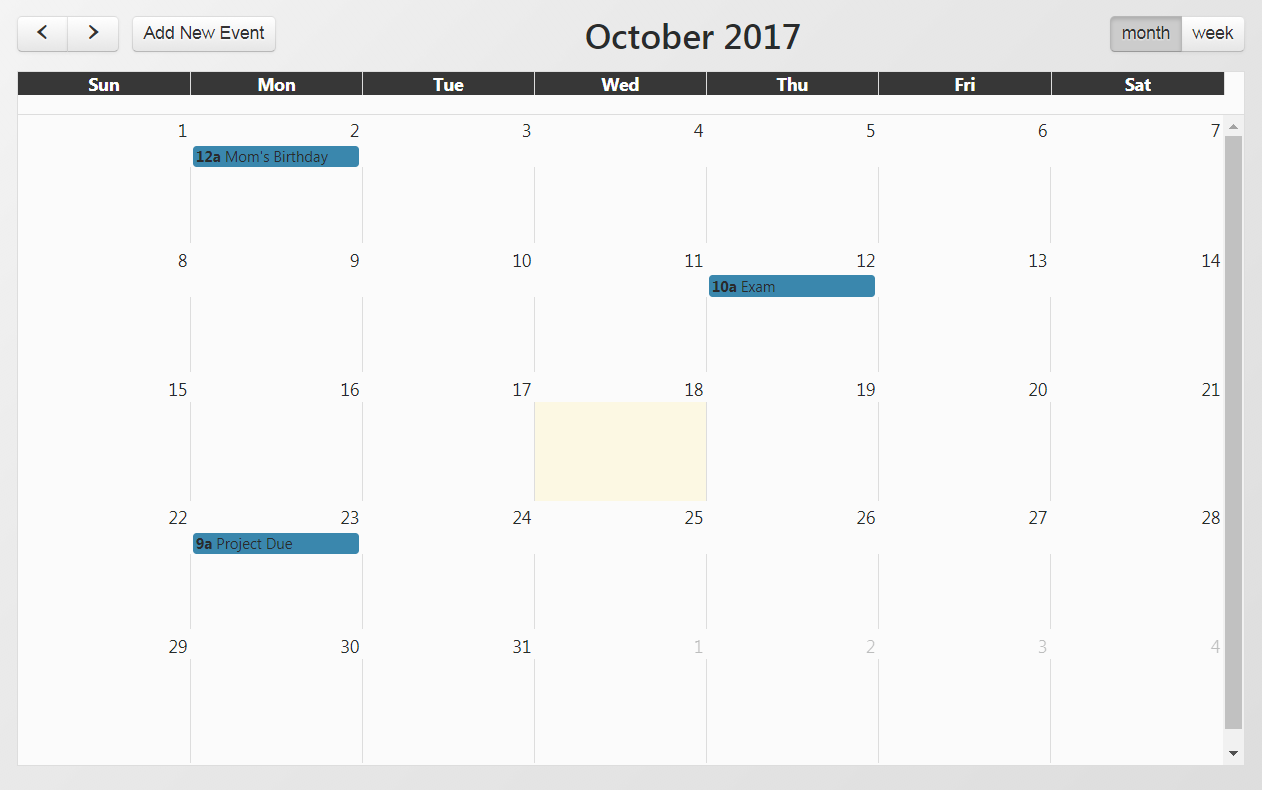 Add New Event October 2017 month week
Sun Mon Tue Wed Thu Fri Sat
1 2 3 4 5 6 7
12a Mom's Birthday
8 9 10 11 12 13 14
10a Exam
15 16 17 18 19 20 21
22 23 24 25 26 27 28
9a Project Due
29 30 31 1 2 3 4